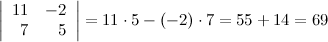 | 11 −2 |
| 7 5 | = 11 · 5 − (−2) · 7 = 55 + 14 = 69